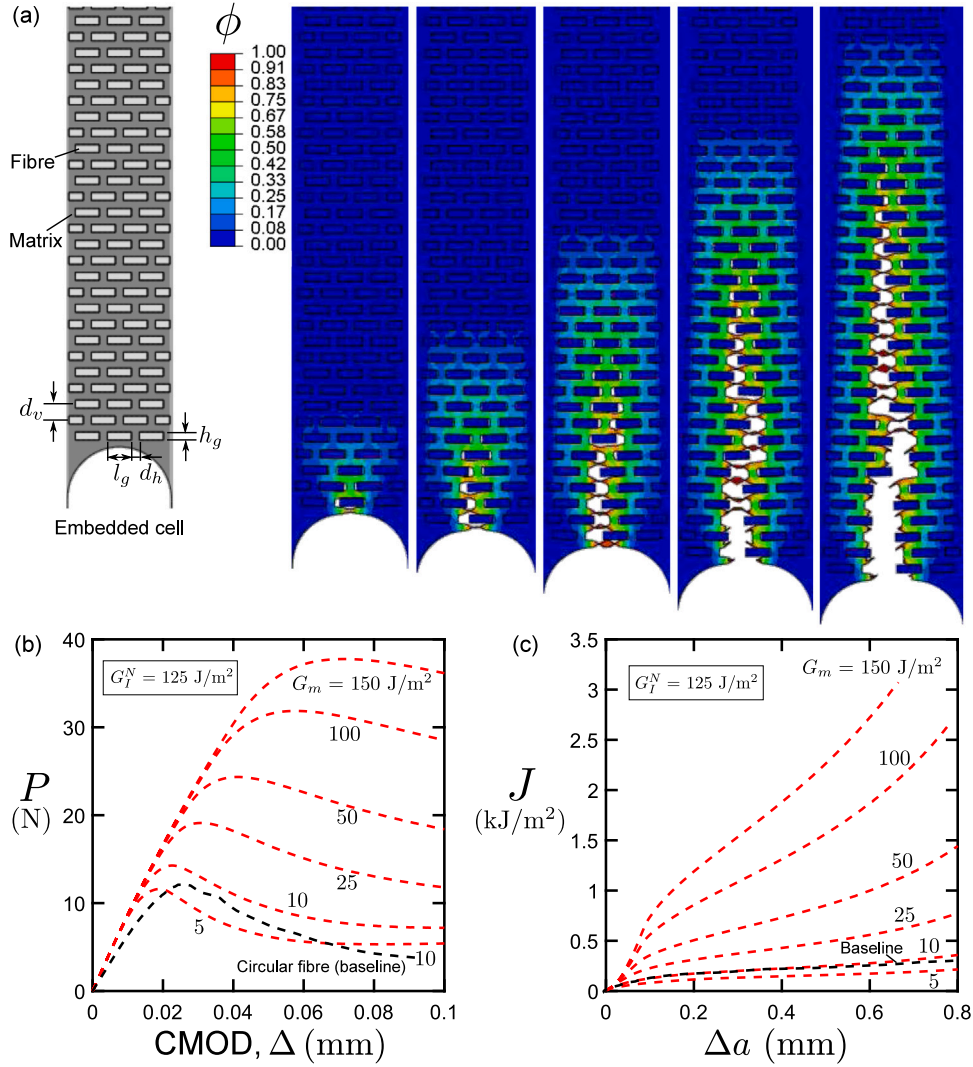 (a)
ϕ
1.00
0.91
0.83
0.75
0.67
0.58
0.50
0.42
0.33
0.25
0.17
0.08
0.00
Fibre
Matrix
d_v
h_g
l_g
d_h
Embedded cell
(b)
40
30
20
10
0
P
(N)
G_I^N = 125 J/m²
G_m = 150 J/m²
100
50
25
10
5
Circular fibre (baseline)
10
0
0.02
0.04
0.06
0.08
0.1
CMOD, Δ (mm)
(c)
3.5
3
2.5
2
1.5
1
0.5
0
J
(kJ/m²)
G_I^N = 125 J/m²
G_m = 150 J/m²
100
50
25
Baseline
10
5
0
0.2
0.4
0.6
0.8
Δa (mm)